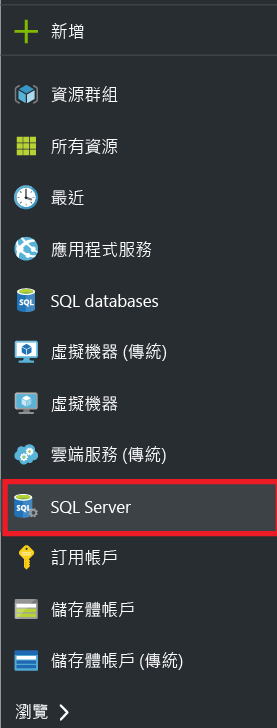 新增
資源群組
所有資源
最近
應用程式服務
SQL databases
虛擬機器 (傳統)
虛擬機器
雲端服務 (傳統)
SQL Server
訂用帳戶
儲存體帳戶
儲存體帳戶 (傳統)
瀏覽